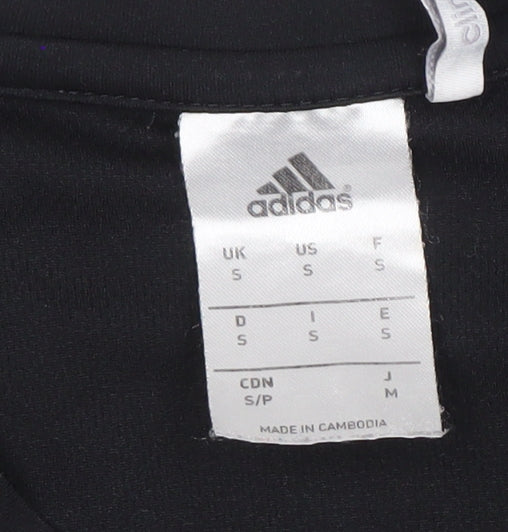 adidas®
UK US F
S S S
D I E
S S S
CDN J
S/P M
MADE IN CAMBODIA